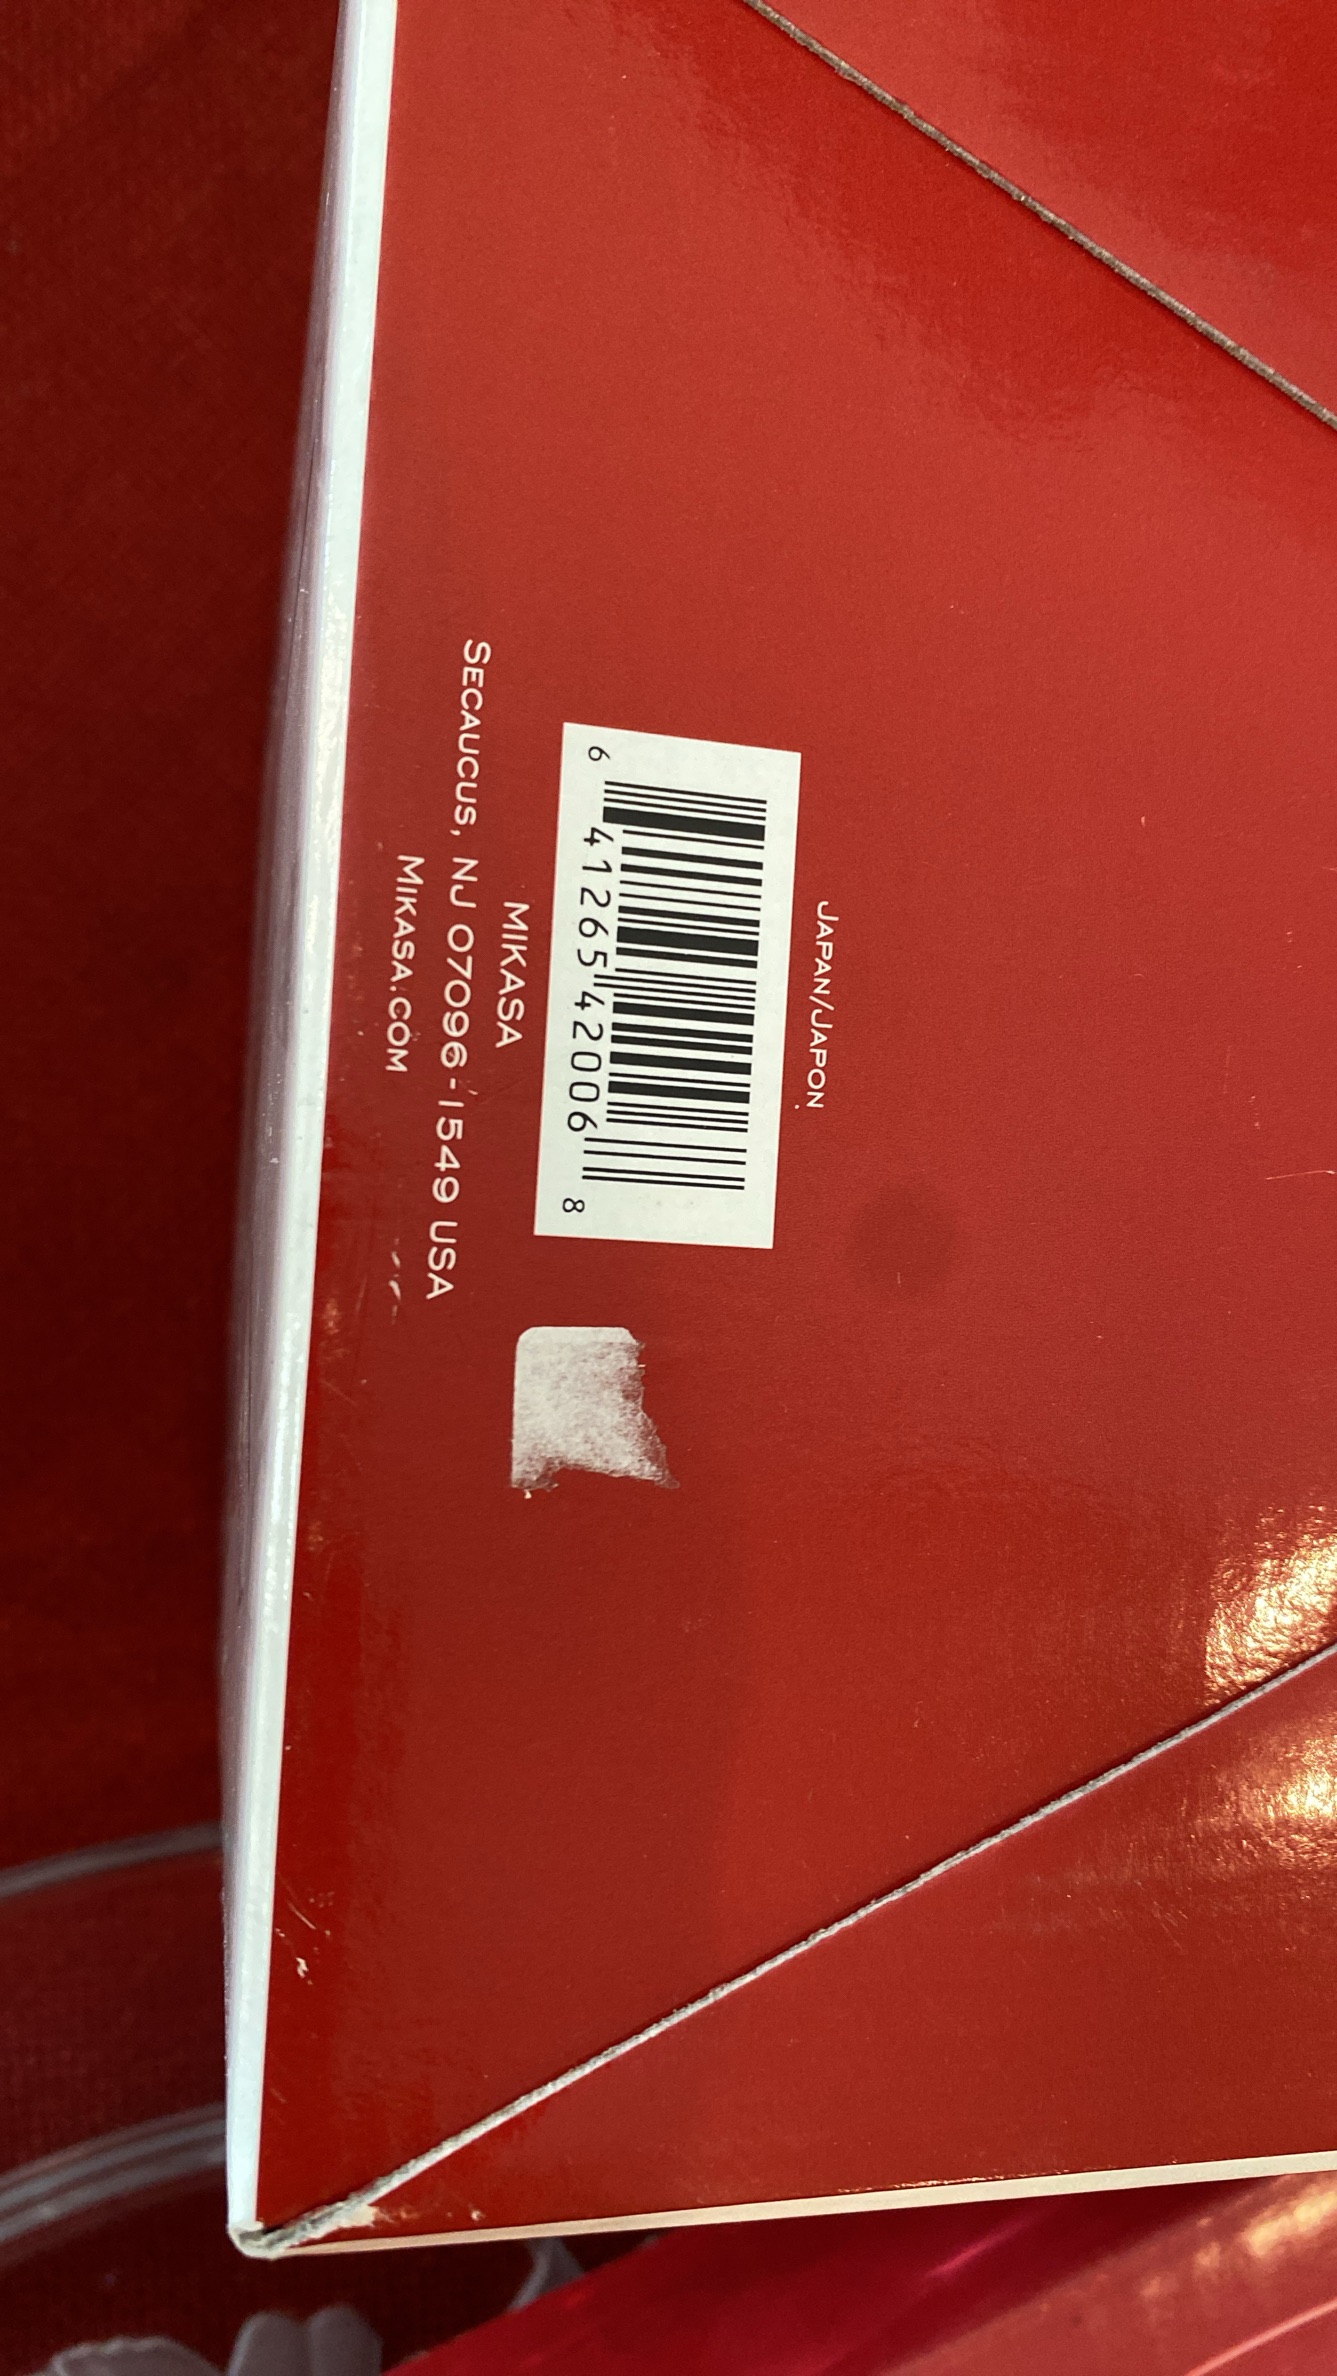 JAPAN/JAPON
6 41265 42006 8
MIKASA
SECAUCUS, NJ 07096-1549 USA
MIKASA.COM